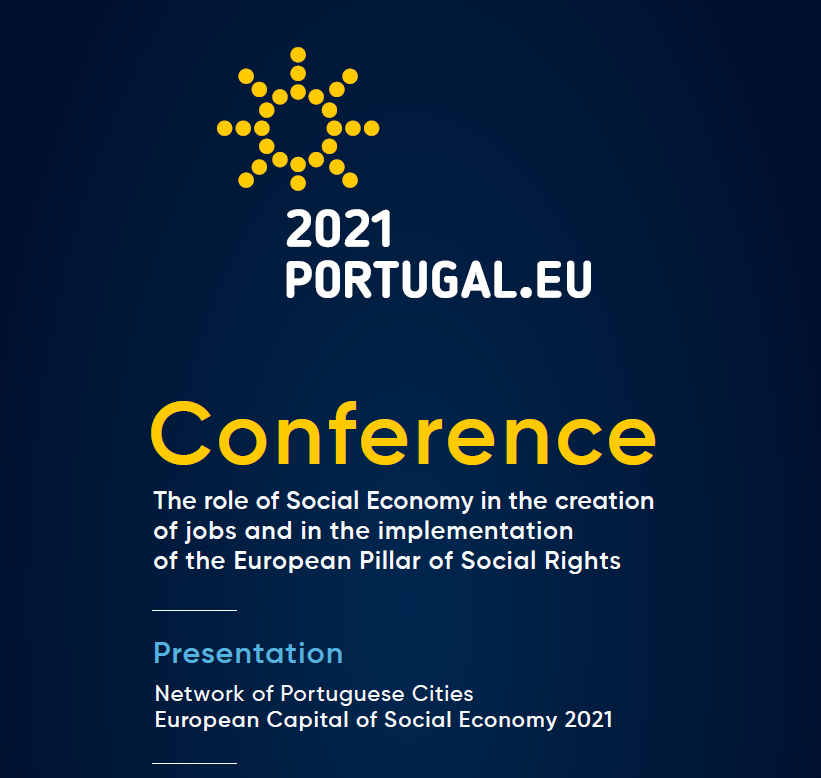 2021
PORTUGAL.EU
Conference
The role of Social Economy in the creation
of jobs and in the implementation
of the European Pillar of Social Rights
Presentation
Network of Portuguese Cities
European Capital of Social Economy 2021